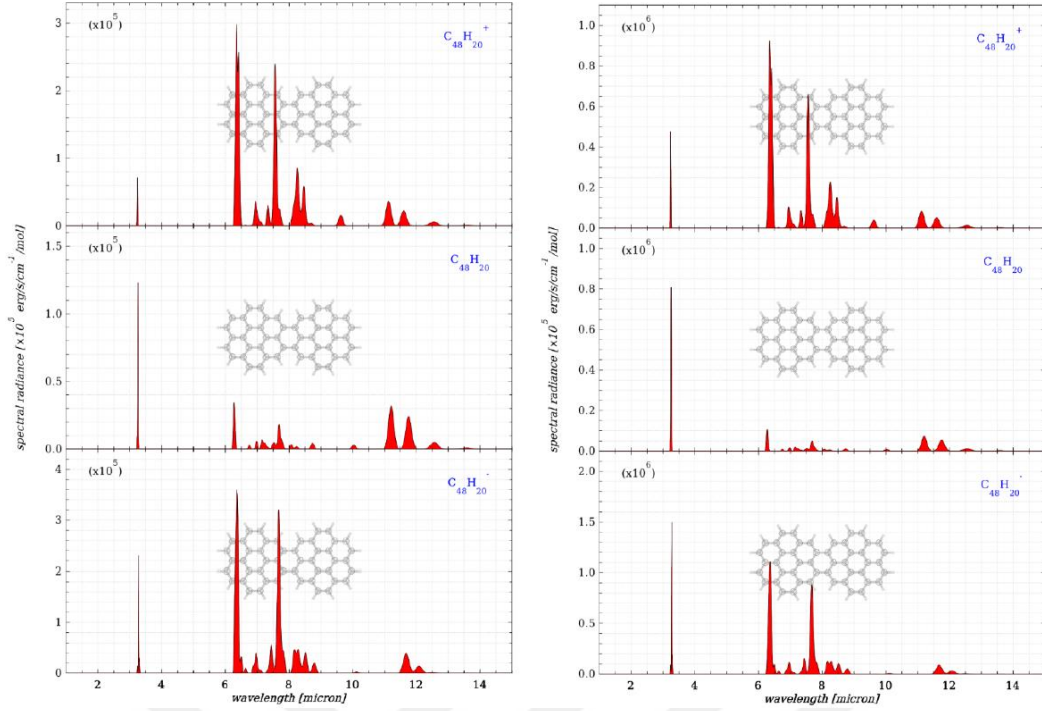 (x10⁵)
C₄₈H₂₀⁺
3
2
1
0
(x10⁵)
C₄₈H₂₀
1.5
1.0
0.5
0.0
spectral radiance [x10⁵ erg/s/cm⁻¹/mol]
(x10⁵)
C₄₈H₂₀⁻
4
3
2
1
0
2 4 6 8 10 12 14
wavelength [micron]
(x10⁶)
C₄₈H₂₀⁺
1.0
0.8
0.6
0.4
0.2
0.0
(x10⁶)
C₄₈H₂₀
1.0
0.8
0.6
0.4
0.2
0.0
spectral radiance [x10⁵ erg/s/cm⁻¹/mol]
(x10⁶)
C₄₈H₂₀⁻
2.0
1.5
1.0
0.5
0.0
2 4 6 8 10 12 14
wavelength [micron]